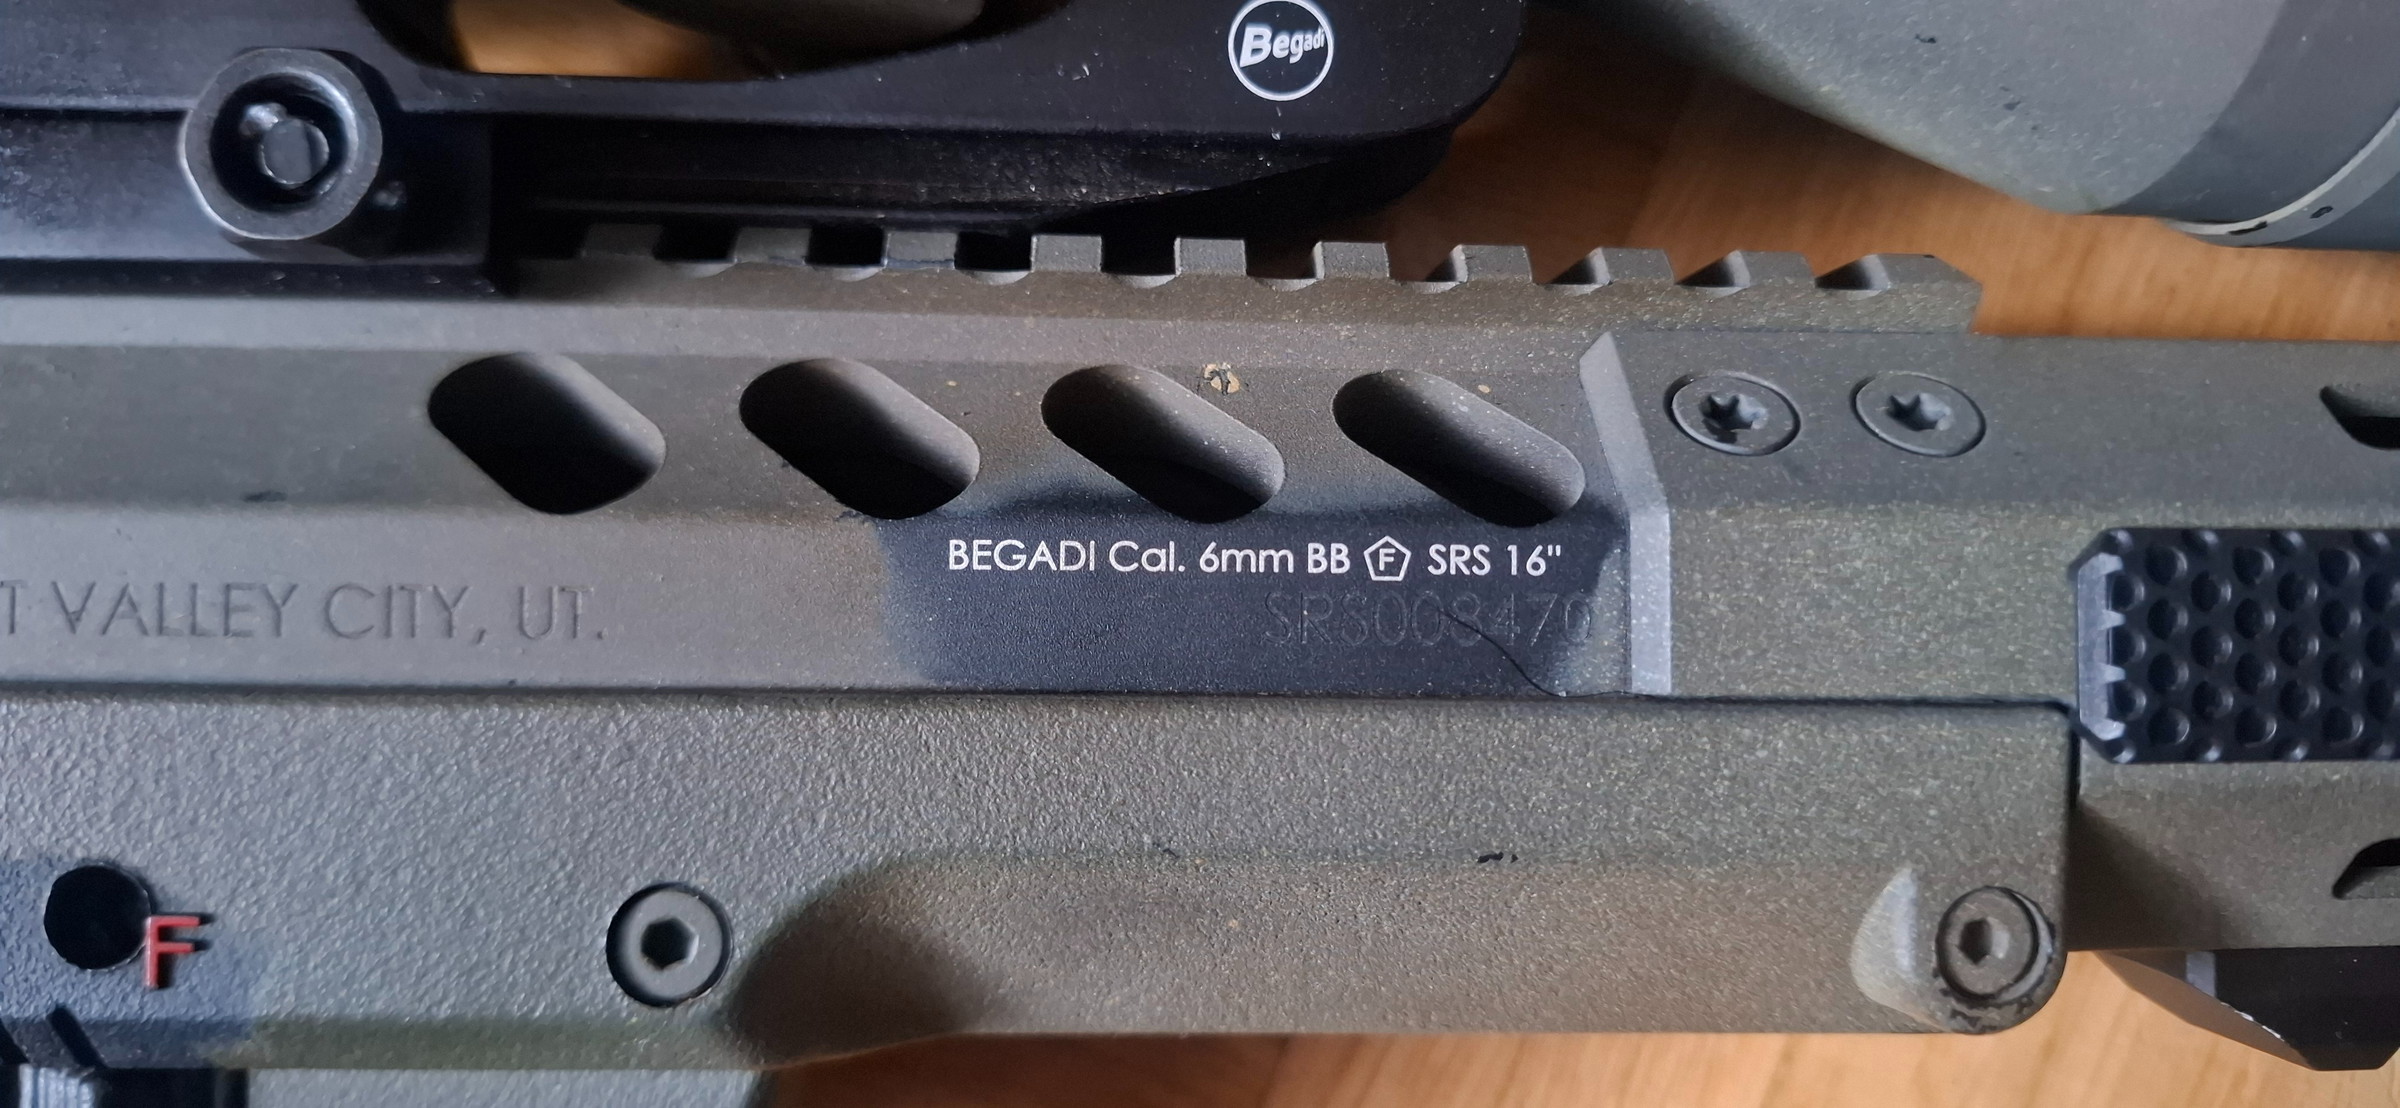 Begadi
BEGADI Cal. 6mm BB F SRS 16"
SRS008470
T VALLEY CITY, UT.
F